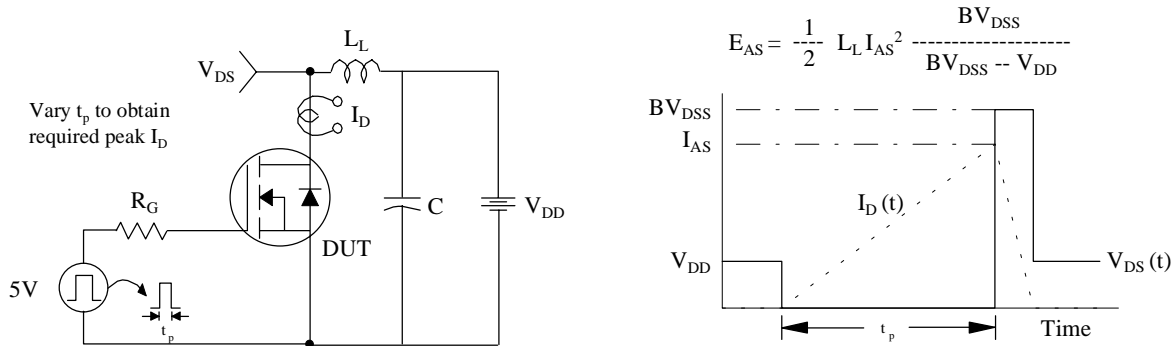 L_L
V_DS
Vary t_p to obtain
required peak I_D
I_D
R_G
C
V_DD
DUT
5V
t_p
E_AS = 1/2 L_L I_AS^2 BV_DSS / BV_DSS -- V_DD
BV_DSS
I_AS
I_D (t)
V_DD
V_DS (t)
t_p
Time